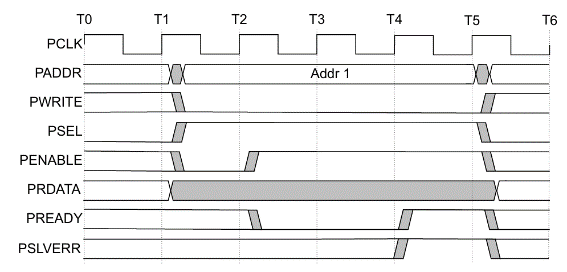 T0 T1 T2 T3 T4 T5 T6
PCLK
PADDR Addr 1
PWRITE
PSEL
PENABLE
PRDATA
PREADY
PSLVERR